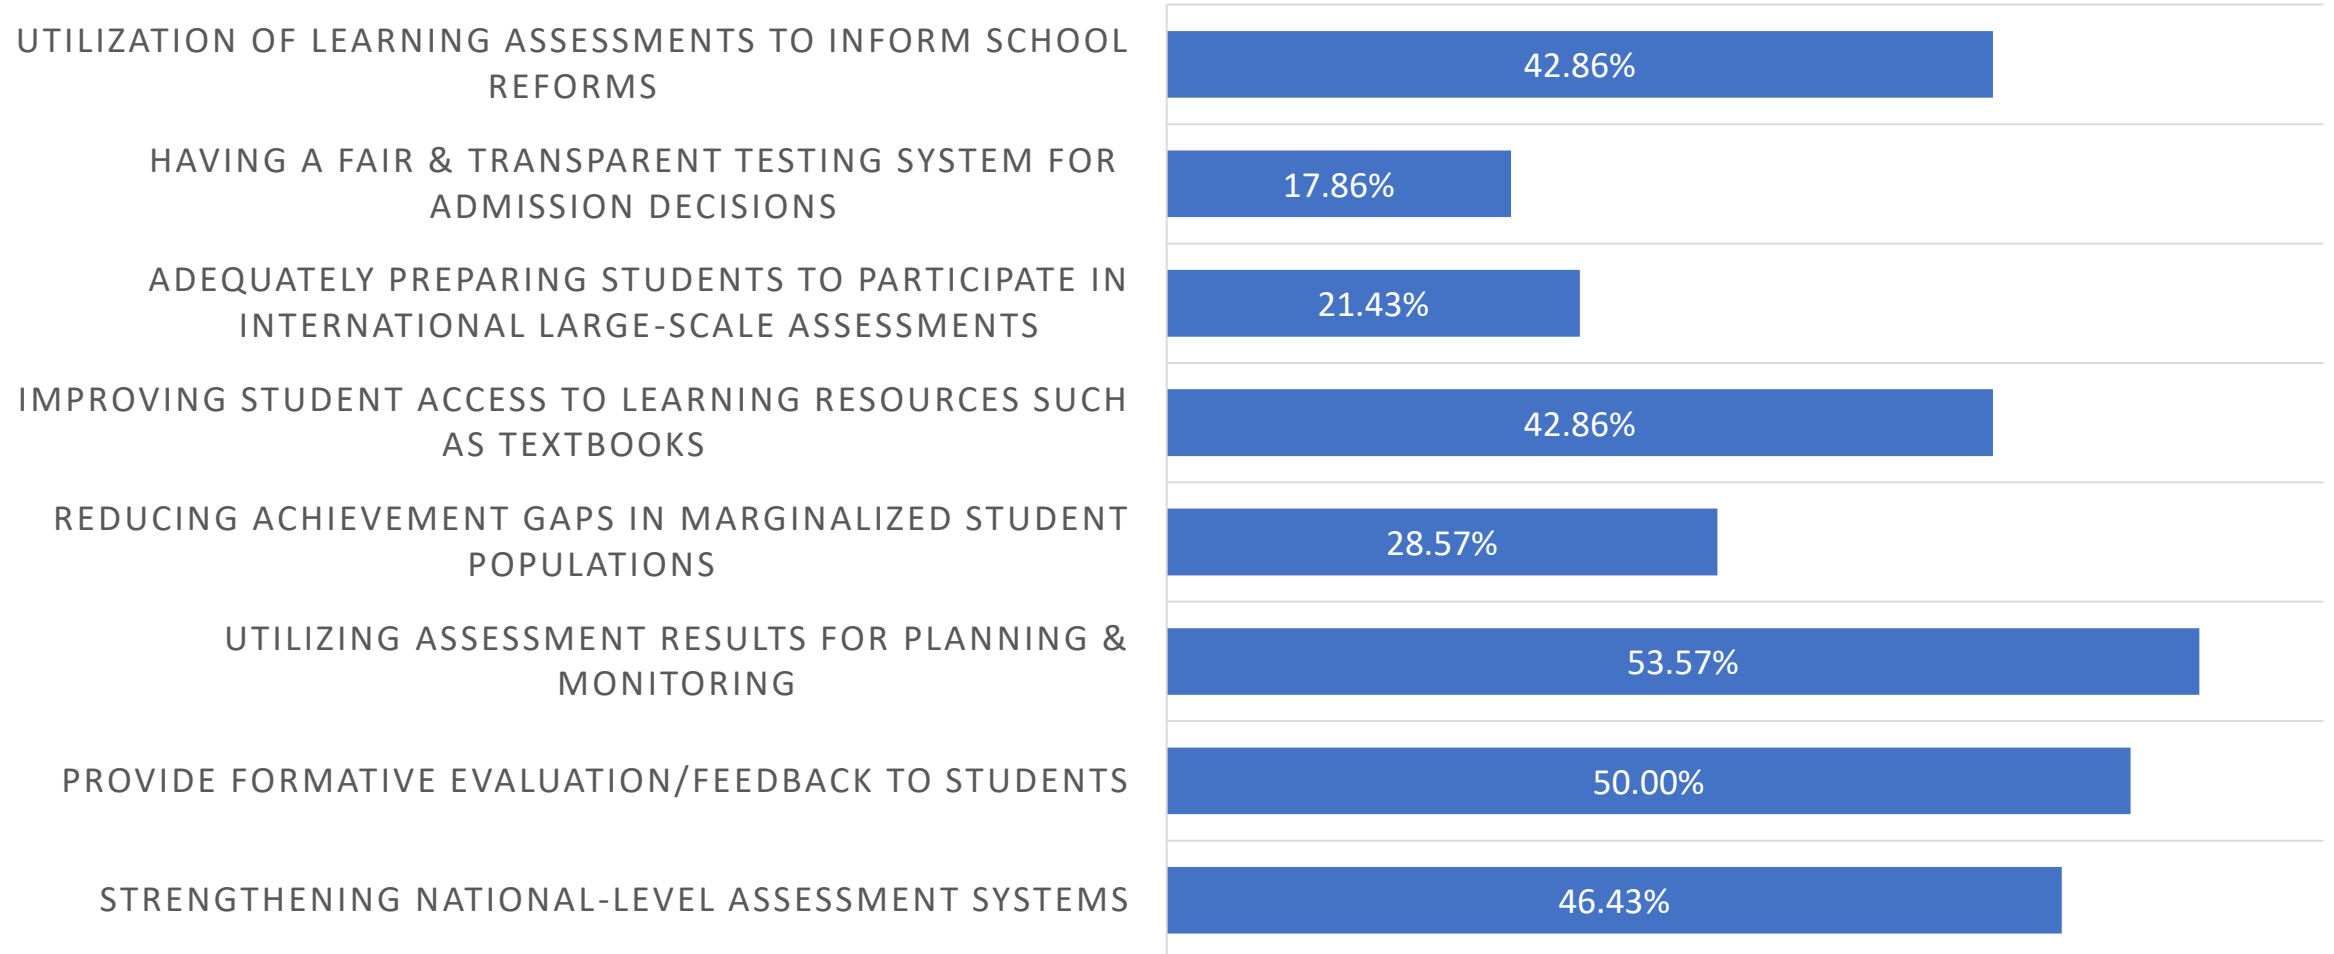 UTILIZATION OF LEARNING ASSESSMENTS TO INFORM SCHOOL
REFORMS
42.86%
HAVING A FAIR & TRANSPARENT TESTING SYSTEM FOR
ADMISSION DECISIONS
17.86%
ADEQUATELY PREPARING STUDENTS TO PARTICIPATE IN
INTERNATIONAL LARGE-SCALE ASSESSMENTS
21.43%
IMPROVING STUDENT ACCESS TO LEARNING RESOURCES SUCH
AS TEXTBOOKS
42.86%
REDUCING ACHIEVEMENT GAPS IN MARGINALIZED STUDENT
POPULATIONS
28.57%
UTILIZING ASSESSMENT RESULTS FOR PLANNING &
MONITORING
53.57%
PROVIDE FORMATIVE EVALUATION/FEEDBACK TO STUDENTS
50.00%
STRENGTHENING NATIONAL-LEVEL ASSESSMENT SYSTEMS
46.43%